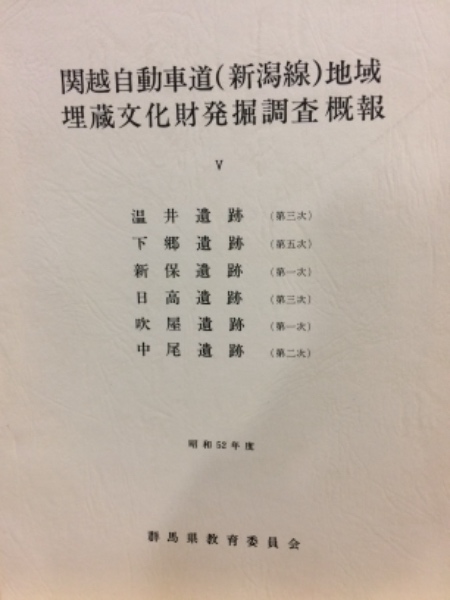 関越自動車道(新潟線)地域
埋蔵文化財発掘調査概報
V
温井遺跡 (第三次)
下郷遺跡 (第五次)
新保遺跡 (第一次)
日高遺跡 (第三次)
吹屋遺跡 (第一次)
中尾遺跡 (第二次)
昭和52年度
群馬県教育委員会